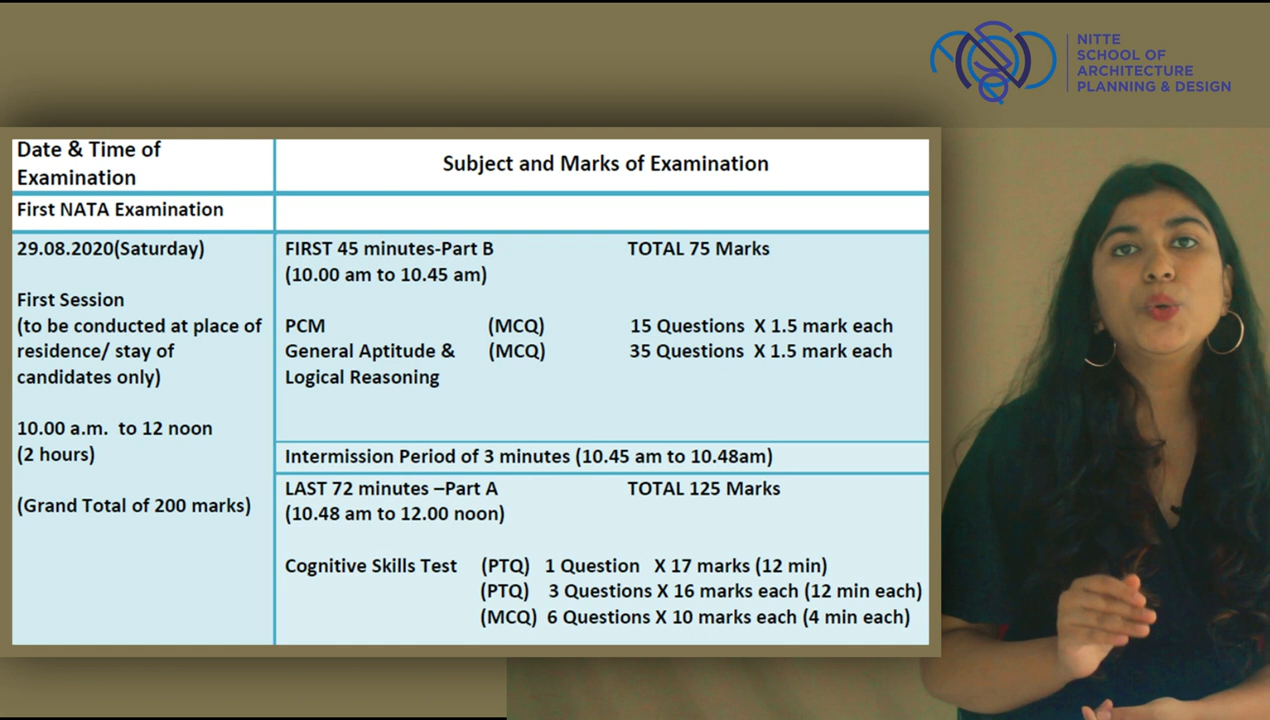 NITTE
SCHOOL OF
ARCHITECTURE
PLANNING & DESIGN
Date & Time of
Examination
Subject and Marks of Examination
First NATA Examination
29.08.2020(Saturday)
First Session
(to be conducted at place of
residence/ stay of
candidates only)
10.00 a.m. to 12 noon
(2 hours)
(Grand Total of 200 marks)
FIRST 45 minutes-Part B TOTAL 75 Marks
(10.00 am to 10.45 am)
PCM (MCQ) 15 Questions X 1.5 mark each
General Aptitude & (MCQ) 35 Questions X 1.5 mark each
Logical Reasoning
Intermission Period of 3 minutes (10.45 am to 10.48am)
LAST 72 minutes –Part A TOTAL 125 Marks
(10.48 am to 12.00 noon)
Cognitive Skills Test (PTQ) 1 Question X 17 marks (12 min)
(PTQ) 3 Questions X 16 marks each (12 min each)
(MCQ) 6 Questions X 10 marks each (4 min each)